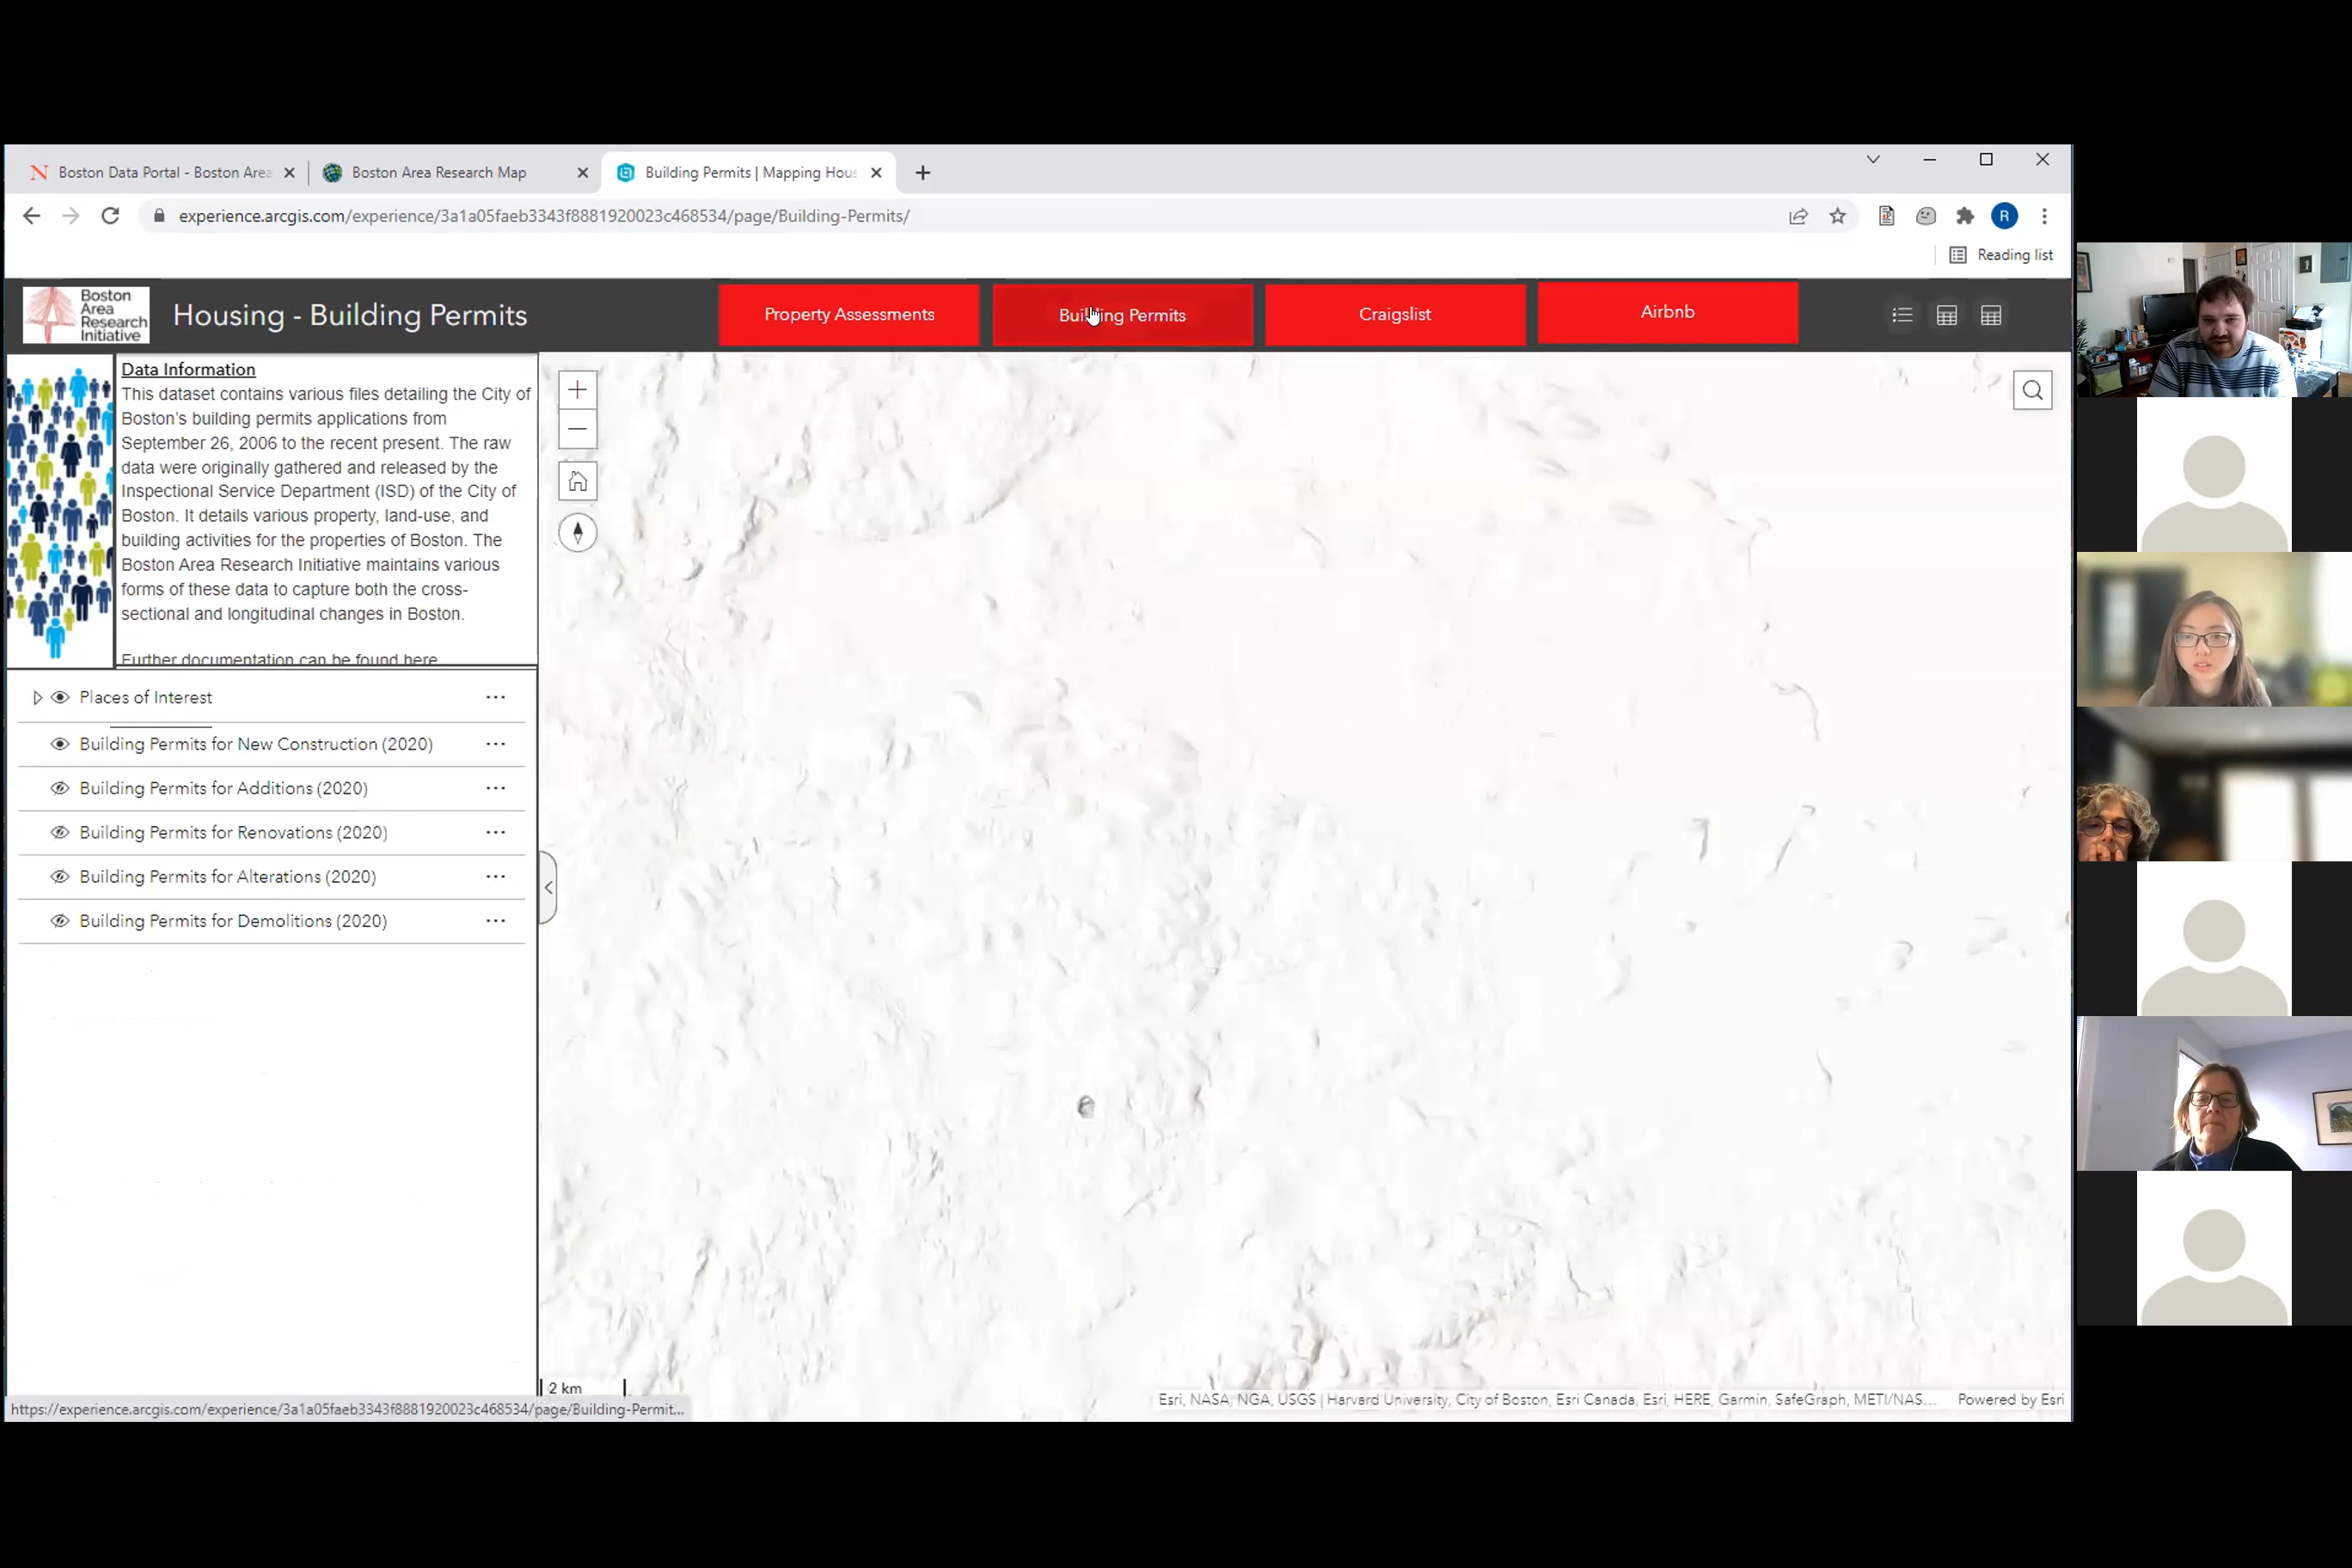 Boston Data Portal - Boston Area
Boston Area Research Map
Building Permits | Mapping Hous
experience.arcgis.com/experience/3a1a05faeb3343f8881920023c468534/page/Building-Permits/
R
Reading list
Boston
Area
Research
Initiative
Housing - Building Permits
Property Assessments
Building Permits
Craigslist
Airbnb
Data Information
This dataset contains various files detailing the City of
Boston's building permits applications from
September 26, 2006 to the recent present. The raw
data were originally gathered and released by the
Inspectional Service Department (ISD) of the City of
Boston. It details various property, land-use, and
building activities for the properties of Boston. The
Boston Area Research Initiative maintains various
forms of these data to capture both the cross-
sectional and longitudinal changes in Boston.
Further documentation can be found here
Places of Interest
Building Permits for New Construction (2020)
Building Permits for Additions (2020)
Building Permits for Renovations (2020)
Building Permits for Alterations (2020)
Building Permits for Demolitions (2020)
2 km
Esri, NASA, NGA, USGS | Harvard University, City of Boston, Esri Canada, Esri, HERE, Garmin, SafeGraph, METI/NAS...
Powered by Esri
https://experience.arcgis.com/experience/3a1a05faeb3343f8881920023c468534/page/Building-Permit...